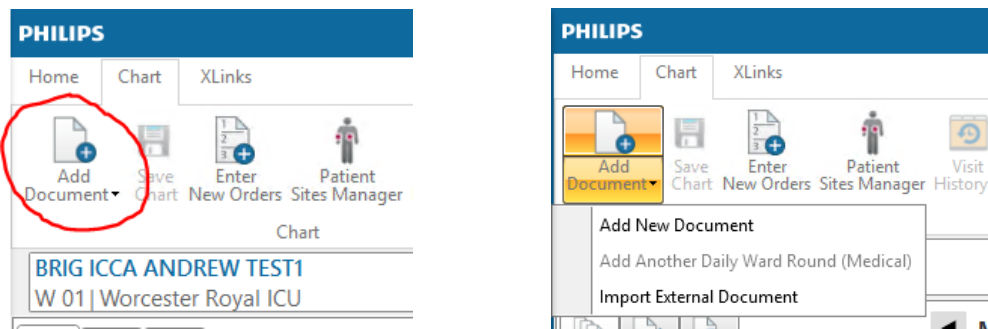 PHILIPS
Home Chart XLinks
Add Document
Save Chart
Enter New Orders
Patient Sites Manager
Chart
BRIG ICCA ANDREW TEST1
W 01 | Worcester Royal ICU
PHILIPS
Home Chart XLinks
Add Document
Save Chart
Enter New Orders
Patient Sites Manager
Visit History
Add New Document
Add Another Daily Ward Round (Medical)
Import External Document